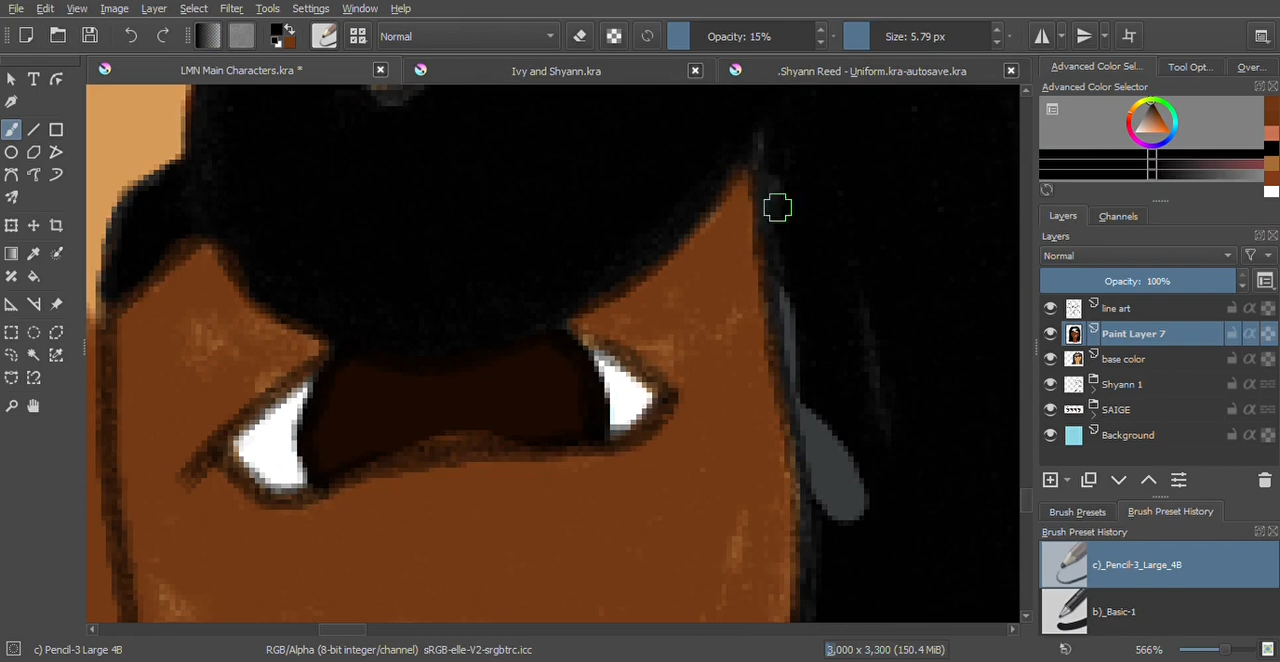 File Edit View Image Layer Select Filter Tools Settings Window Help
Normal Opacity: 15% Size: 5.79 px
LMN Main Characters.kra * Ivy and Shyann.kra .Shyann Reed - Uniform.kra-autosave.kra
Advanced Color Sel... Tool Opt... Over...
Advanced Color Selector
Layers Channels
Layers
Normal
Opacity: 100%
line art
Paint Layer 7
base color
Shyann 1
SAIGE
Background
Brush Presets Brush Preset History
Brush Preset History
c)_Pencil-3_Large_4B
b)_Basic-1
c) Pencil-3 Large 4B RGB/Alpha (8-bit integer/channel) sRGB-elle-V2-srgbtrc.icc 3,000 x 3,300 (150.4 MiB) 566%